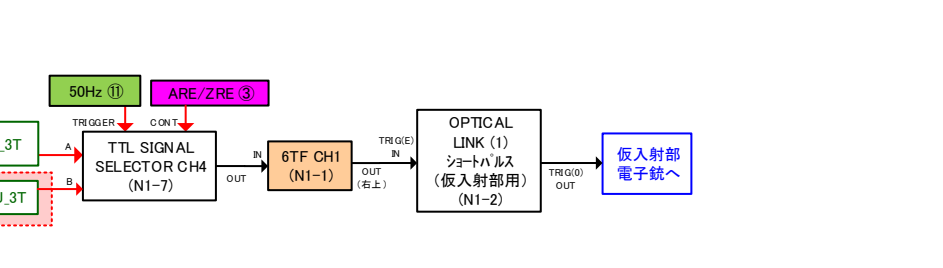 50Hz ⑪
ARE/ZRE ③
TRIGGER
CONT
_3T
A
TTL SIGNAL
SELECTOR CH4
(N1-7)
B
_3T
OUT
IN
6TF CH1
(N1-1)
OUT
(右上)
TRIG(E)
IN
OPTICAL
LINK (1)
ｼｮｰﾄﾊﾟﾙｽ
(仮入射部用)
(N1-2)
TRIG(O)
OUT
仮入射部
電子銃へ